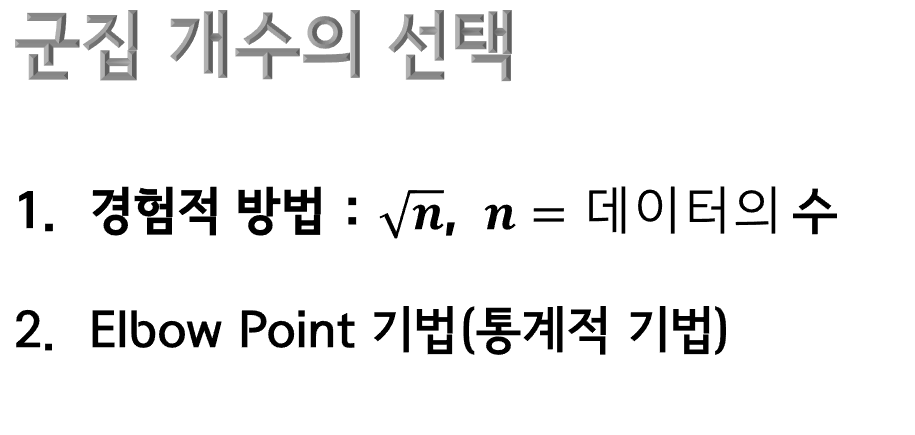 군집 개수의 선택
1. 경험적 방법 : √n, n = 데이터의 수
2. Elbow Point 기법(통계적 기법)